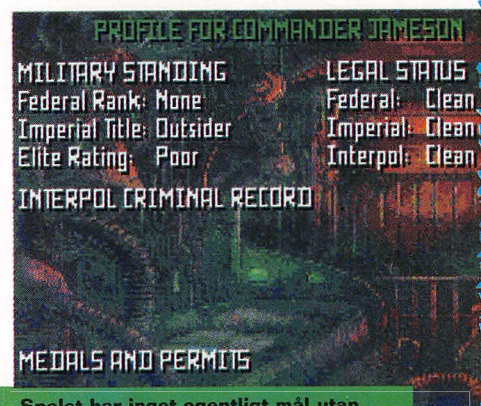 PROFILE FOR COMMANDER JAMESON
MILITARY STANDING
Federal Rank: None
Imperial Title: Outsider
Elite Rating: Poor
LEGAL STATUS
Federal: Clean
Imperial: Clean
Interpol: Clean
INTERPOL CRIMINAL RECORD
MEDALS AND PERMITS
Spelet har inget egentligt mål utan